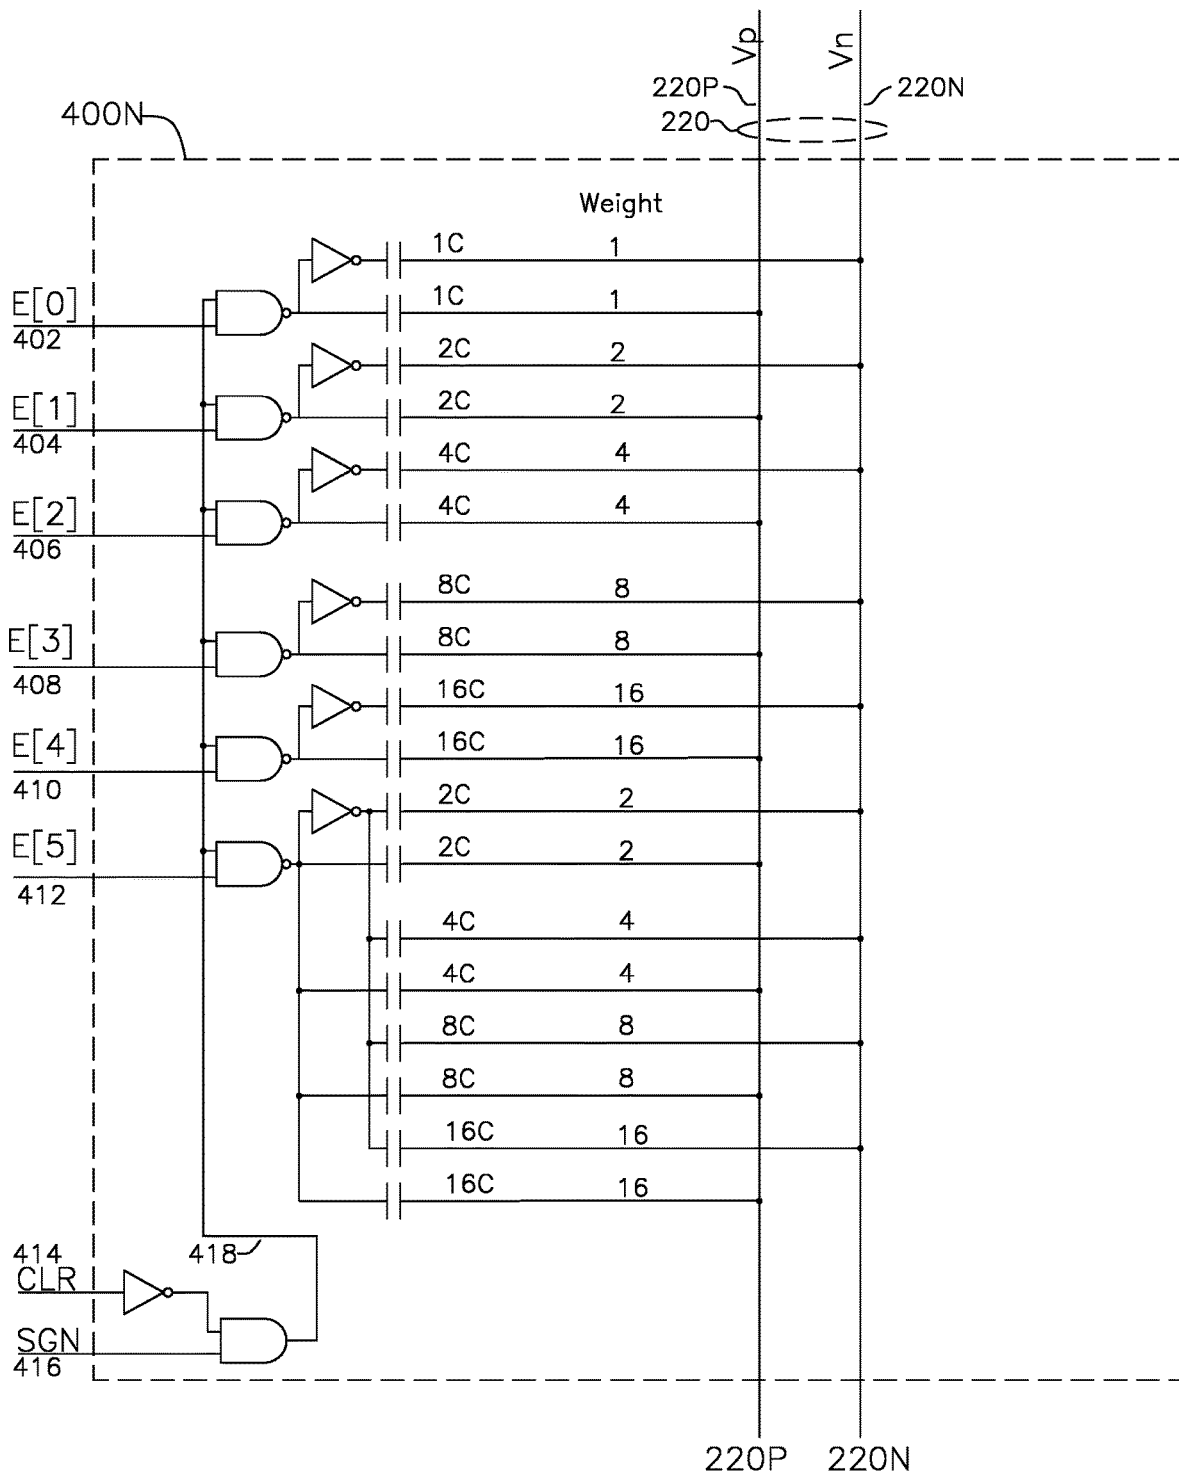 Vp
Vn
220P
220N
220
400N
Weight
1C 1
E[0]
1C 1
402
2C 2
E[1]
2C 2
404
4C 4
E[2]
4C 4
406
8C 8
E[3]
8C 8
408
16C 16
E[4]
16C 16
410
2C 2
E[5]
2C 2
412
4C 4
4C 4
8C 8
8C 8
16C 16
16C 16
414
418
CLR
SGN
416
220P
220N